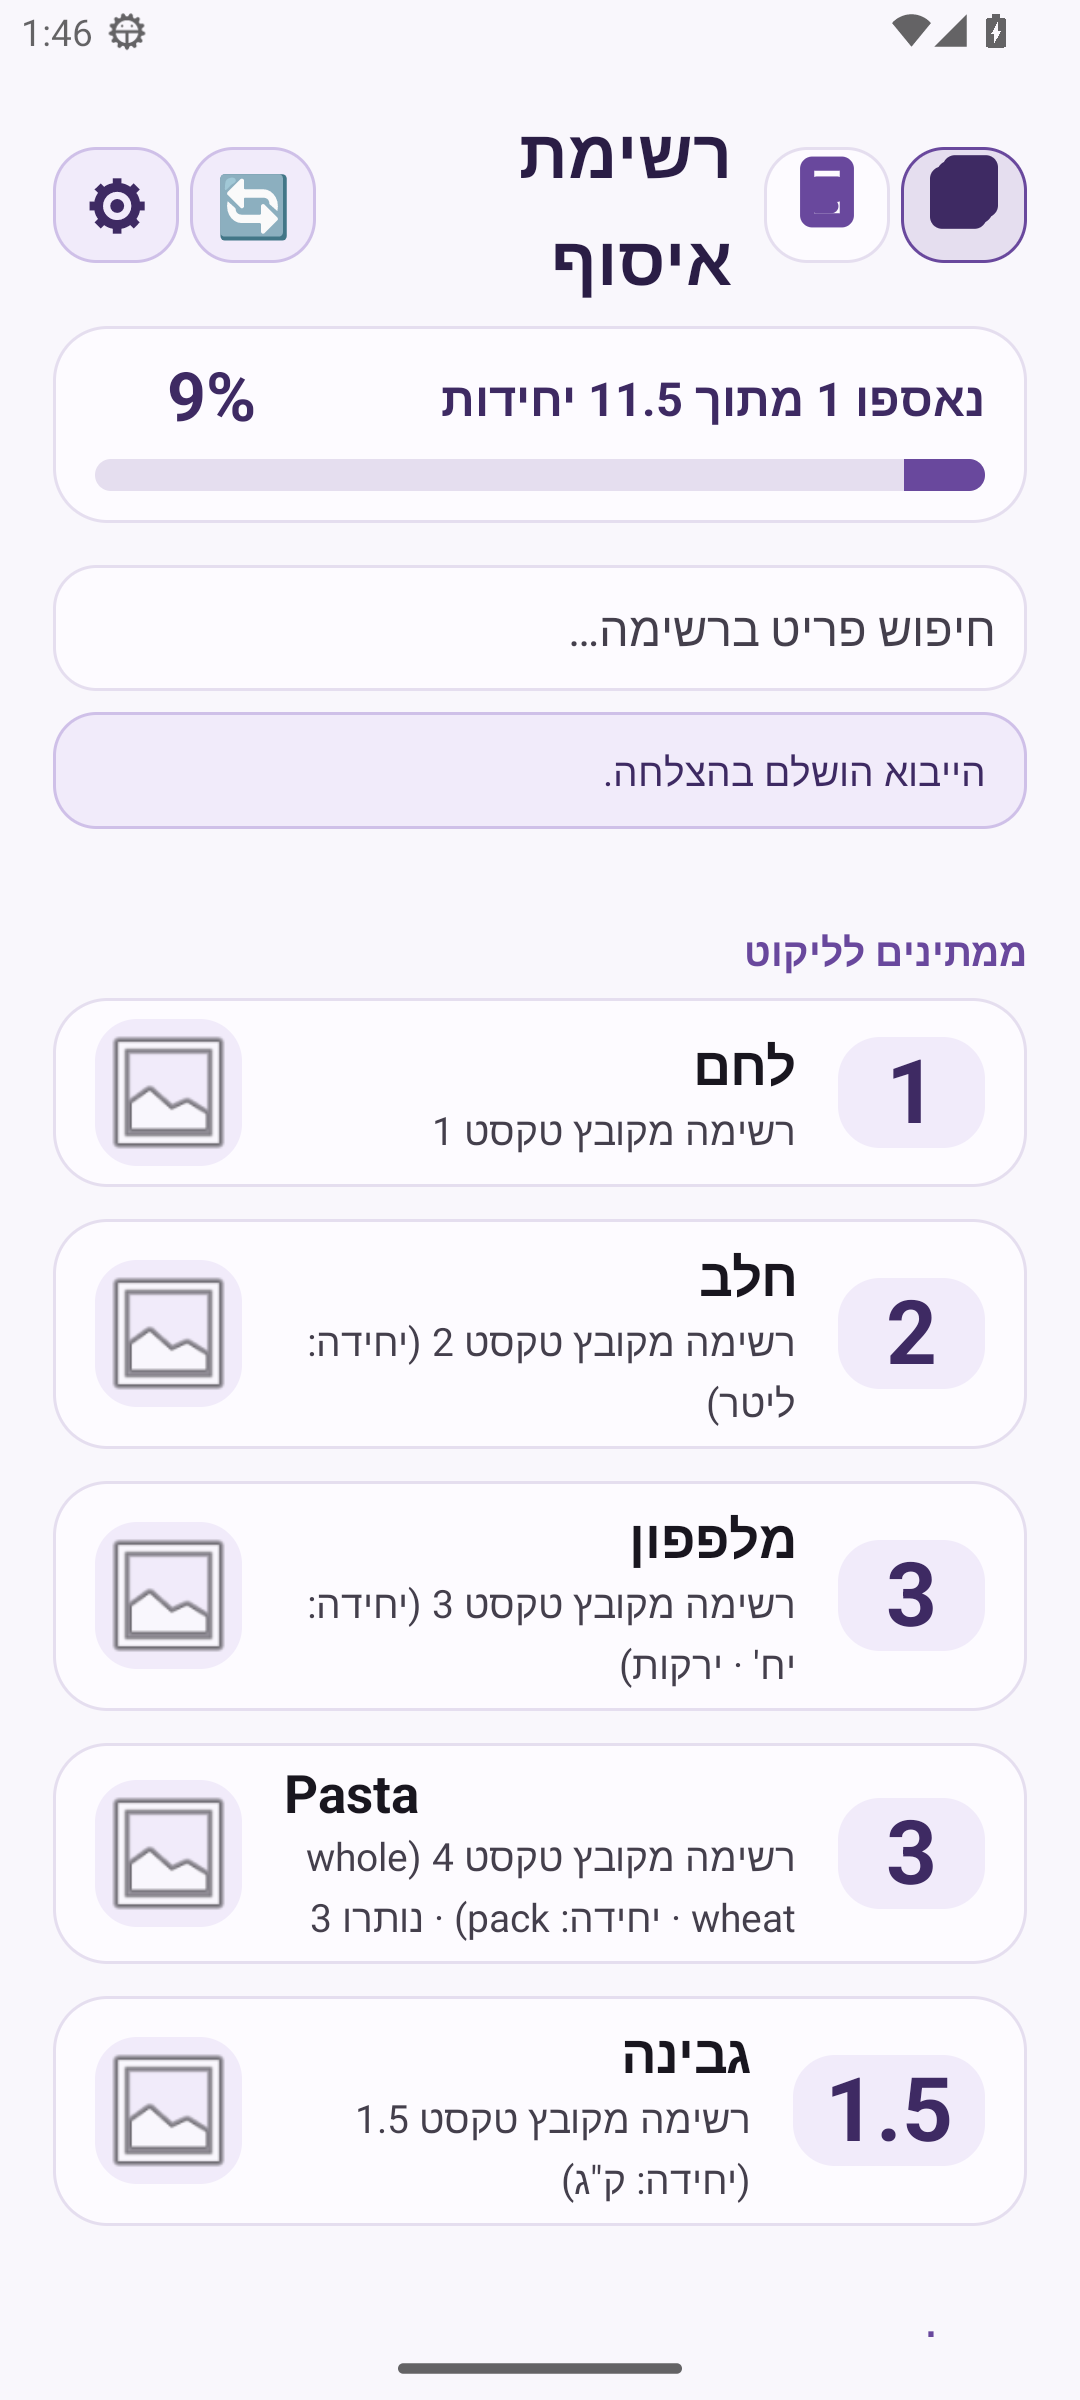 1:46
רשימת
איסוף
נאספו 1 מתוך 11.5 יחידות
9%
חיפוש פריט ברשימה...
הייבוא הושלם בהצלחה.
ממתינים לליקוט
1
לחם
רשימה מקובץ טקסט 1
2
חלב
רשימה מקובץ טקסט 2 (יחידה:
ליטר)
3
מלפפון
רשימה מקובץ טקסט 3 (יחידה:
יח' · ירקות)
3
Pasta
רשימה מקובץ טקסט 4 (whole
wheat · יחידה: pack) · נותרו 3
1.5
גבינה
רשימה מקובץ טקסט 1.5
(יחידה: ק"ג)